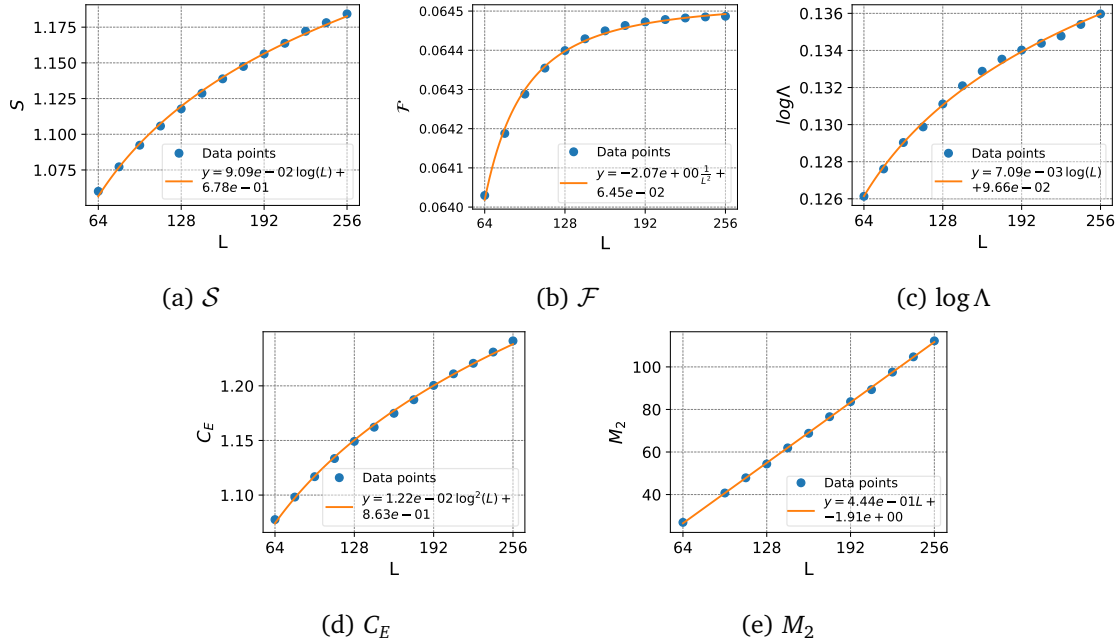 1.175
1.150
1.125
1.100
1.075
S
64 128 192 256
L
Data points
y = 9.09e − 02 log(L) +
6.78e − 01
(a) 𝒮
0.0645
0.0644
0.0643
0.0642
0.0641
0.0640
ℱ
64 128 192 256
L
Data points
y = −2.07e + 00 1/L² +
6.45e − 02
(b) ℱ
0.136
0.134
0.132
0.130
0.128
0.126
logΛ
64 128 192 256
L
Data points
y = 7.09e − 03 log(L)
+9.66e − 02
(c) log Λ
1.20
1.15
1.10
C_E
64 128 192 256
L
Data points
y = 1.22e − 02 log²(L) +
8.63e − 01
(d) C_E
100
80
60
40
M₂
64 128 192 256
L
Data points
y = 4.44e − 01L +
−1.91e + 00
(e) M₂